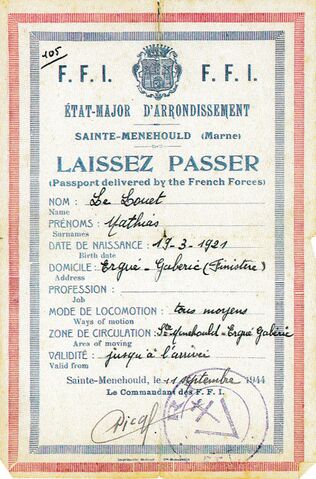 105
F. F. I. F. F. I.
ÉTAT-MAJOR D'ARRONDISSEMENT
SAINTE-MENEHOULD (Marne)
LAISSEZ PASSER
(Passport delivered by the French Forces)
NOM : Le Louet
Name
PRÉNOMS : Mathias
Surnames
DATE DE NAISSANCE : 19-3-1921
Birth date
DOMICILE : Ergué-Gaberic (Finistère)
Address
PROFESSION :
Job
MODE DE LOCOMOTION : tous moyens
Ways of motion
ZONE DE CIRCULATION : Ste Menehould-Ergué Gabéric
Area of moving
VALIDITÉ : jusqu'à l'arrivée
Valid from
Sainte-Menehould, le 11 septembre 1944
Le Commandant des F. F. I.